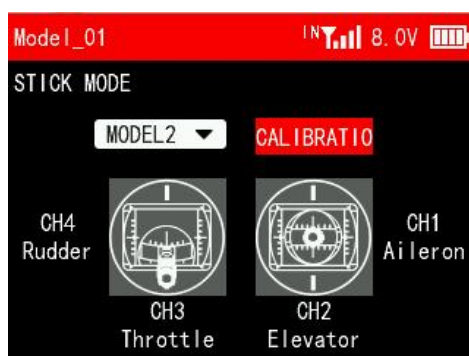 Model_01 IN 8.0V
STICK MODE
MODEL2 CALIBRATIO
CH4
Rudder
CH1
Aileron
CH3
Throttle
CH2
Elevator